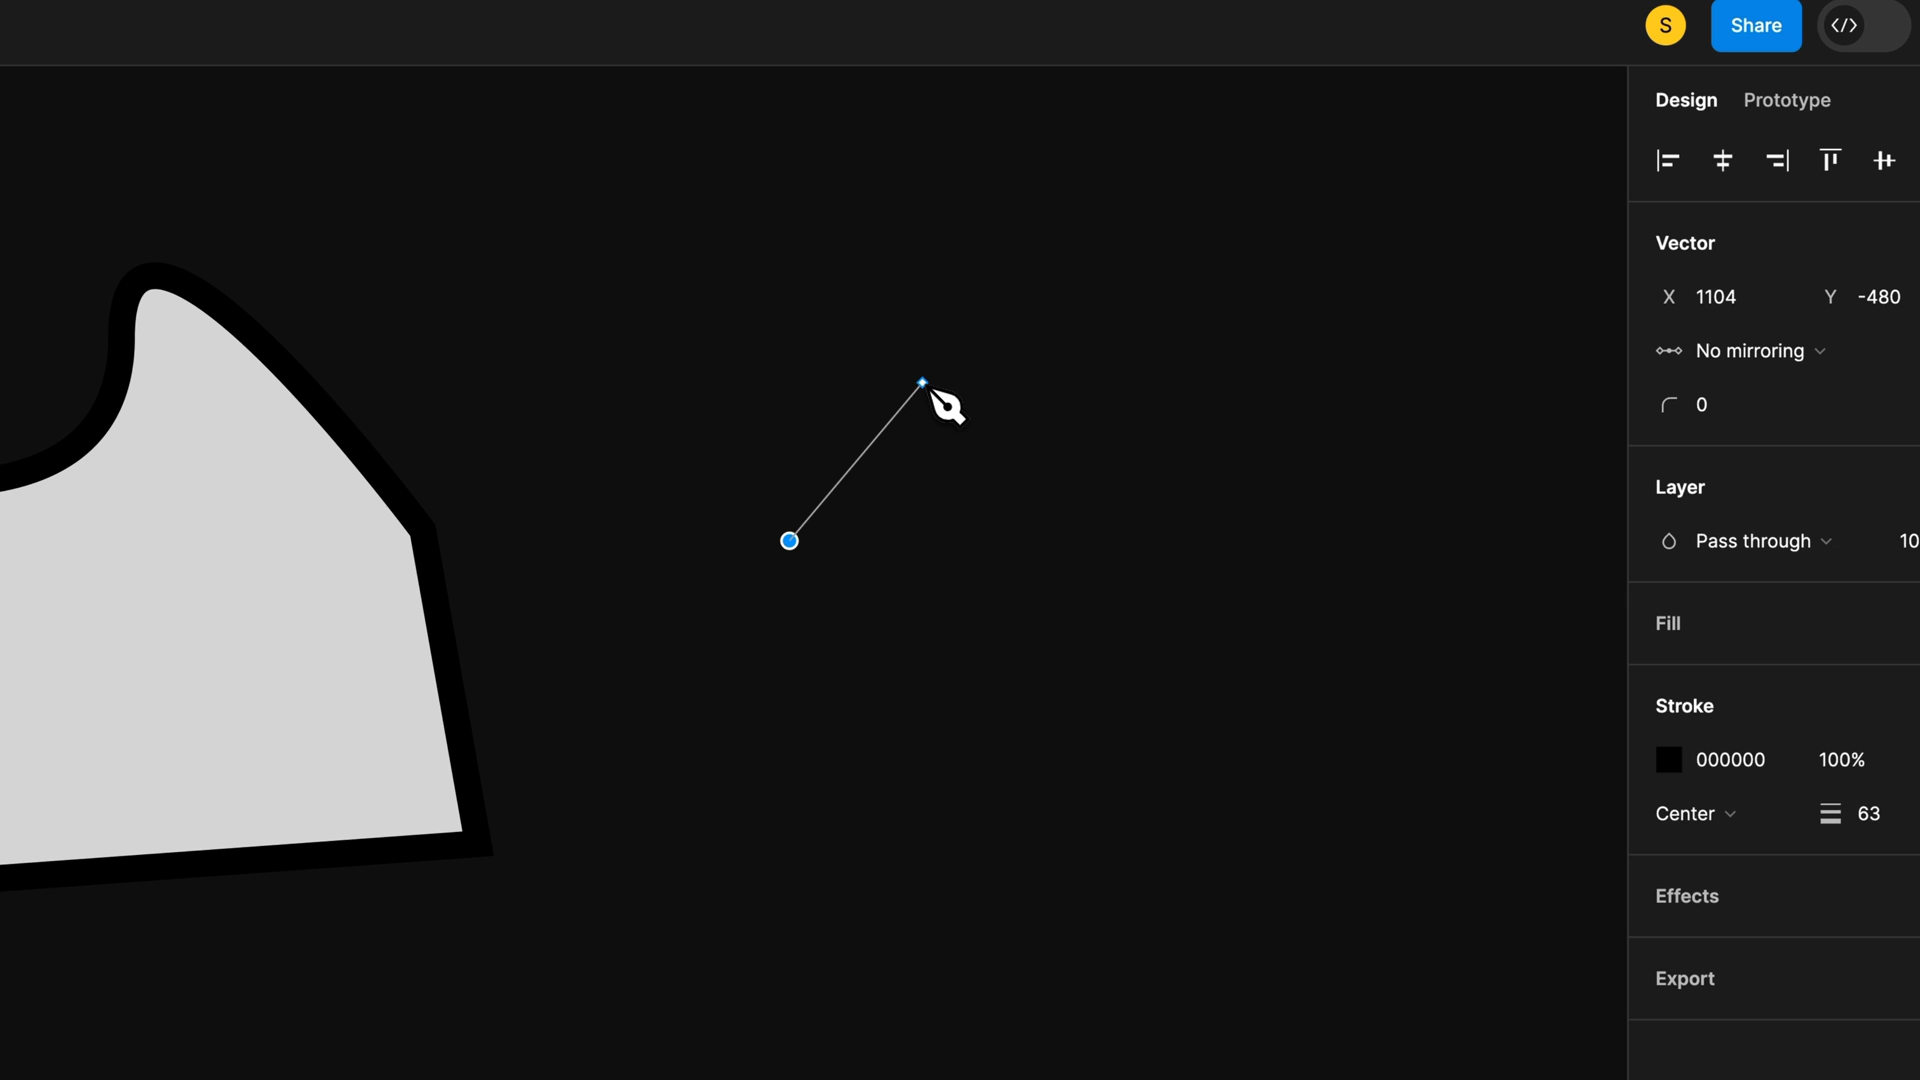 S Share
Design Prototype
Vector
X 1104 Y -480
No mirroring
0
Layer
Pass through 10
Fill
Stroke
000000 100%
Center 63
Effects
Export